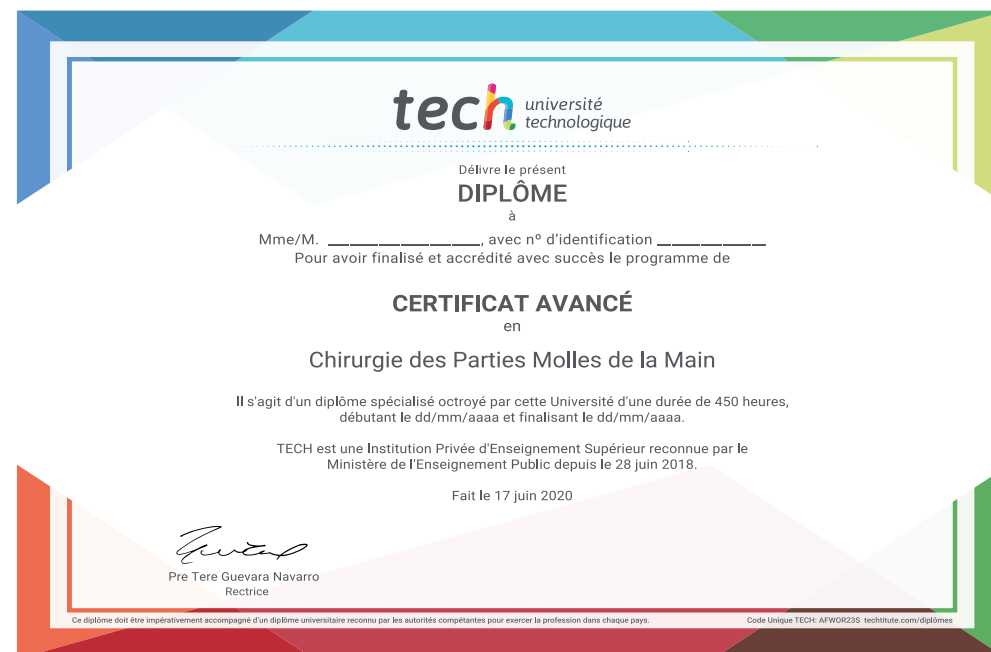 tech université
technologique
Délivre le présent
DIPLÔME
à
Mme/M. ______________, avec nº d'identification __________
Pour avoir finalisé et accrédité avec succès le programme de
CERTIFICAT AVANCÉ
en
Chirurgie des Parties Molles de la Main
Il s'agit d'un diplôme spécialisé octroyé par cette Université d'une durée de 450 heures,
débutant le dd/mm/aaaa et finalisant le dd/mm/aaaa.
TECH est une Institution Privée d'Enseignement Supérieur reconnue par le
Ministère de l'Enseignement Public depuis le 28 juin 2018.
Fait le 17 juin 2020
Pre Tere Guevara Navarro
Rectrice
Ce diplôme doit être impérativement accompagné d'un diplôme universitaire reconnu par les autorités compétentes pour exercer la profession dans chaque pays.
Code Unique TECH: AFWOR23S techtitute.com/diplômes